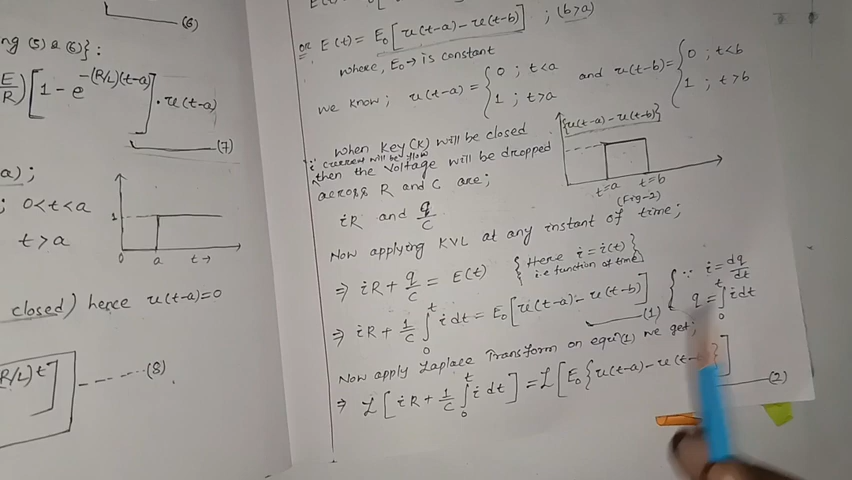 (6)
ng (5) & (6)}:
E/R) [1 - e^-(R/L)(t-a)] . u(t-a)
(7)
a) ;
; 0<t<a
t>a
1
0 a t→
closed) hence u(t-a)=0
R/L)t]
(8)
E(t) =
or E(t) = E₀[u(t-a) - u(t-b)] ; (b>a)
where, E₀→ is constant
we know; u(t-a) = {0 ; t<a 1 ; t>a and u(t-b) = {0 ; t<b 1 ; t>b
when Key(K) will be closed
current will be flow
then the voltage will be dropped
across R and C are;
{u(t-a) - u(t-b)}
t=a t=b
(Fig-2)
iR and q/C
Now applying KVL at any instant of time;
⇒ iR + q/C = E(t) {Here i = i(t) i.e function of time}
⇒ iR + 1/C ∫₀ᵗ i dt = E₀[u(t-a) - u(t-b)] (1) {∵ i = dq/dt q = ∫₀ᵗ i dt
Now apply Laplace Transform on equⁿ(1) we get;
⇒ ℒ[iR + 1/C ∫₀ᵗ i dt] = ℒ[E₀{u(t-a) - u(t-b)}] (2)